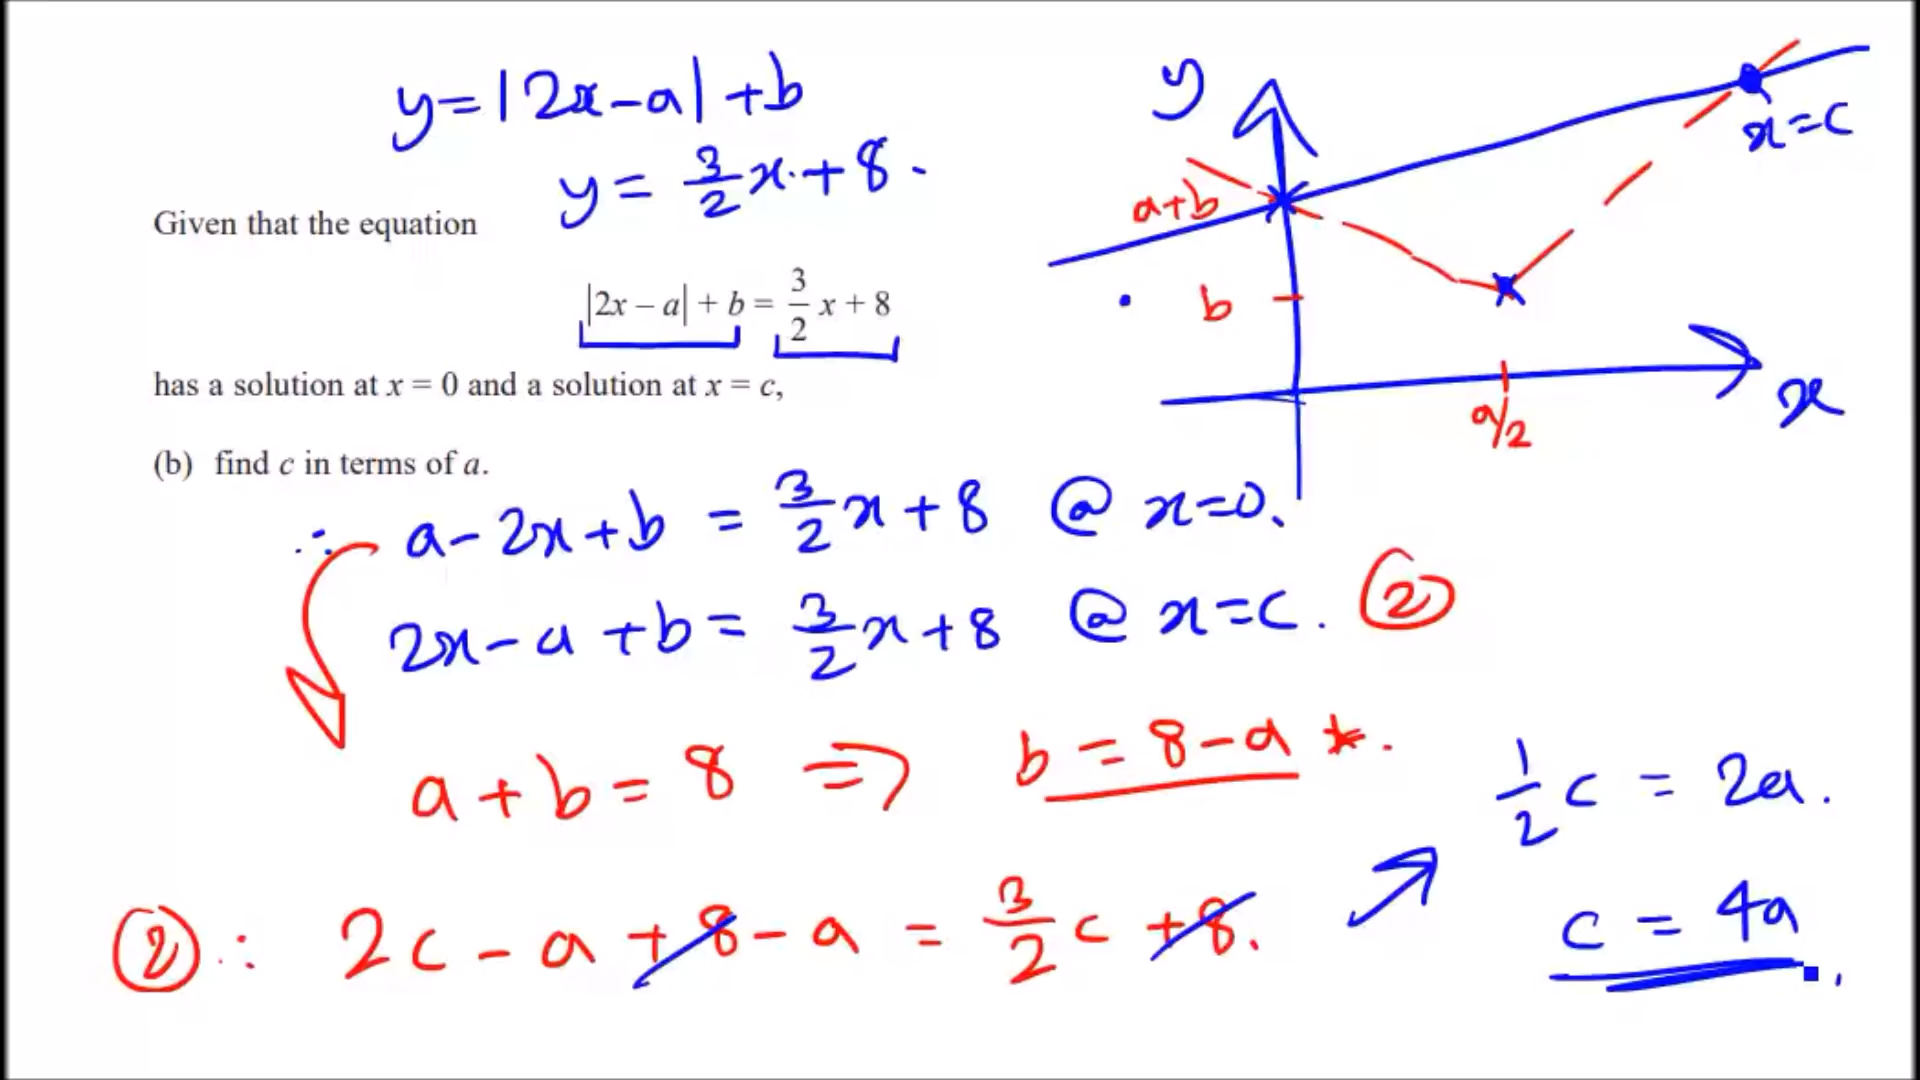 y=|2x-a|+b
y = 3/2 x + 8.
Given that the equation
|2x – a| + b = 3/2 x + 8
has a solution at x = 0 and a solution at x = c,
(b) find c in terms of a.
y
x=c
a+b
b
x
a/2
∴ a-2x+b = 3/2 x+8 @ x=0.
2x-a+b = 3/2 x+8 @ x=c. ②
a+b=8 ⇒ b=8-a *.
② ∴ 2c-a+8-a = 3/2 c+8.
1/2 c = 2a.
c = 4a